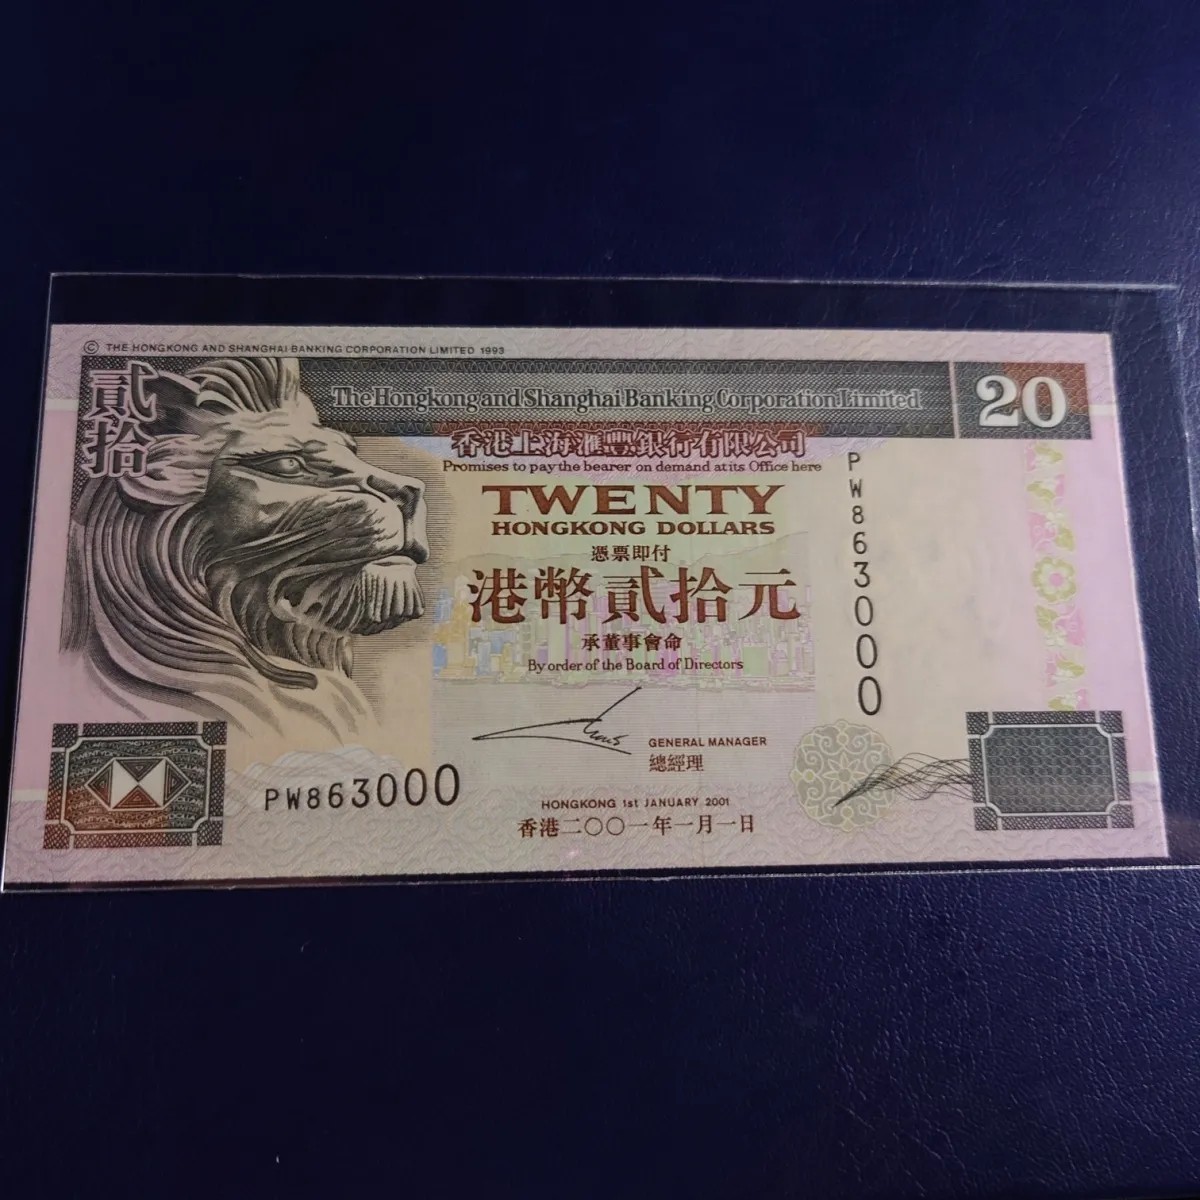 © THE HONGKONG AND SHANGHAI BANKING CORPORATION LIMITED 1993
貳拾
The Hongkong and Shanghai Banking Corporation Limited
20
香港上海滙豐銀行有限公司
Promises to pay the bearer on demand at its Office here
TWENTY
HONGKONG DOLLARS
憑票即付
港幣貳拾元
承董事會命
By order of the Board of Directors
PW863000
GENERAL MANAGER
總經理
PW863000
HONGKONG 1st JANUARY 2001
香港二〇〇一年一月一日